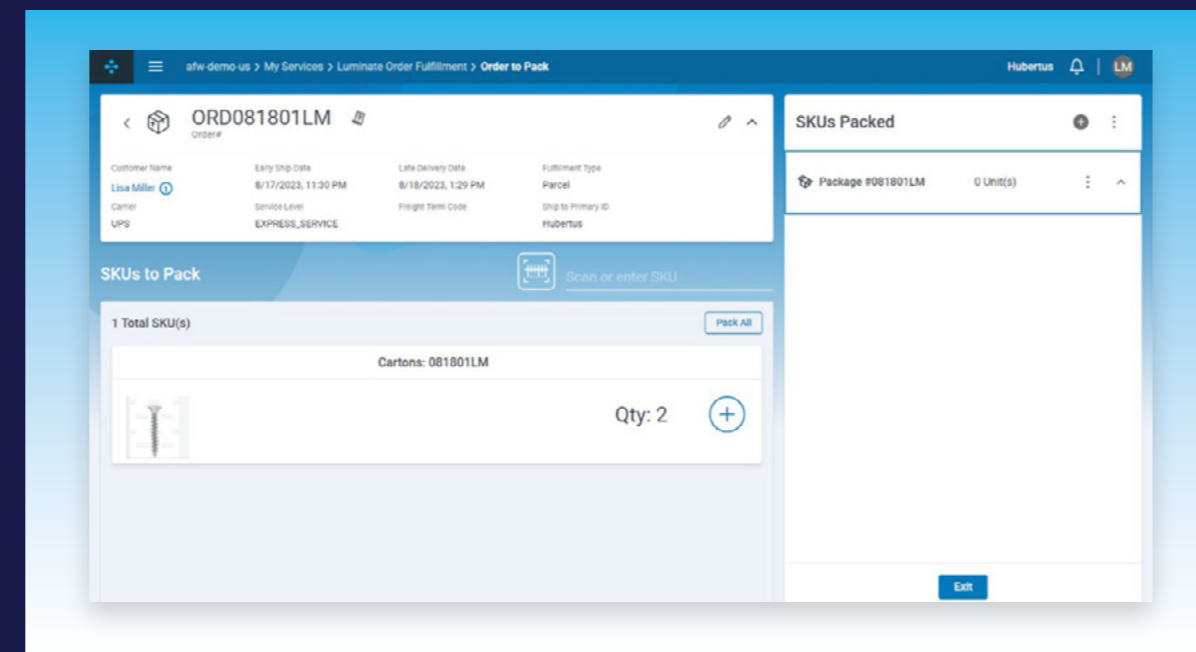 afw-demo-us > My Services > Luminate Order Fulfillment > Order to Pack
Hubertus
LM
ORD081801LM
Order#
Customer Name
Early Ship Date
Late Delivery Date
Fulfilment Type
Lisa Miller 1
8/17/2023, 11:30 PM
8/18/2023, 1:29 PM
Parcel
Carrier
Service Level
Freight Term Code
Ship to Primary ID
UPS
EXPRESS_SERVICE
Hubertus
SKUs to Pack
Scan or enter SKU
1 Total SKU(s)
Pack All
Cartons: 081801LM
Qty: 2
SKUs Packed
Package #081801LM
0 Unit(s)
Exit